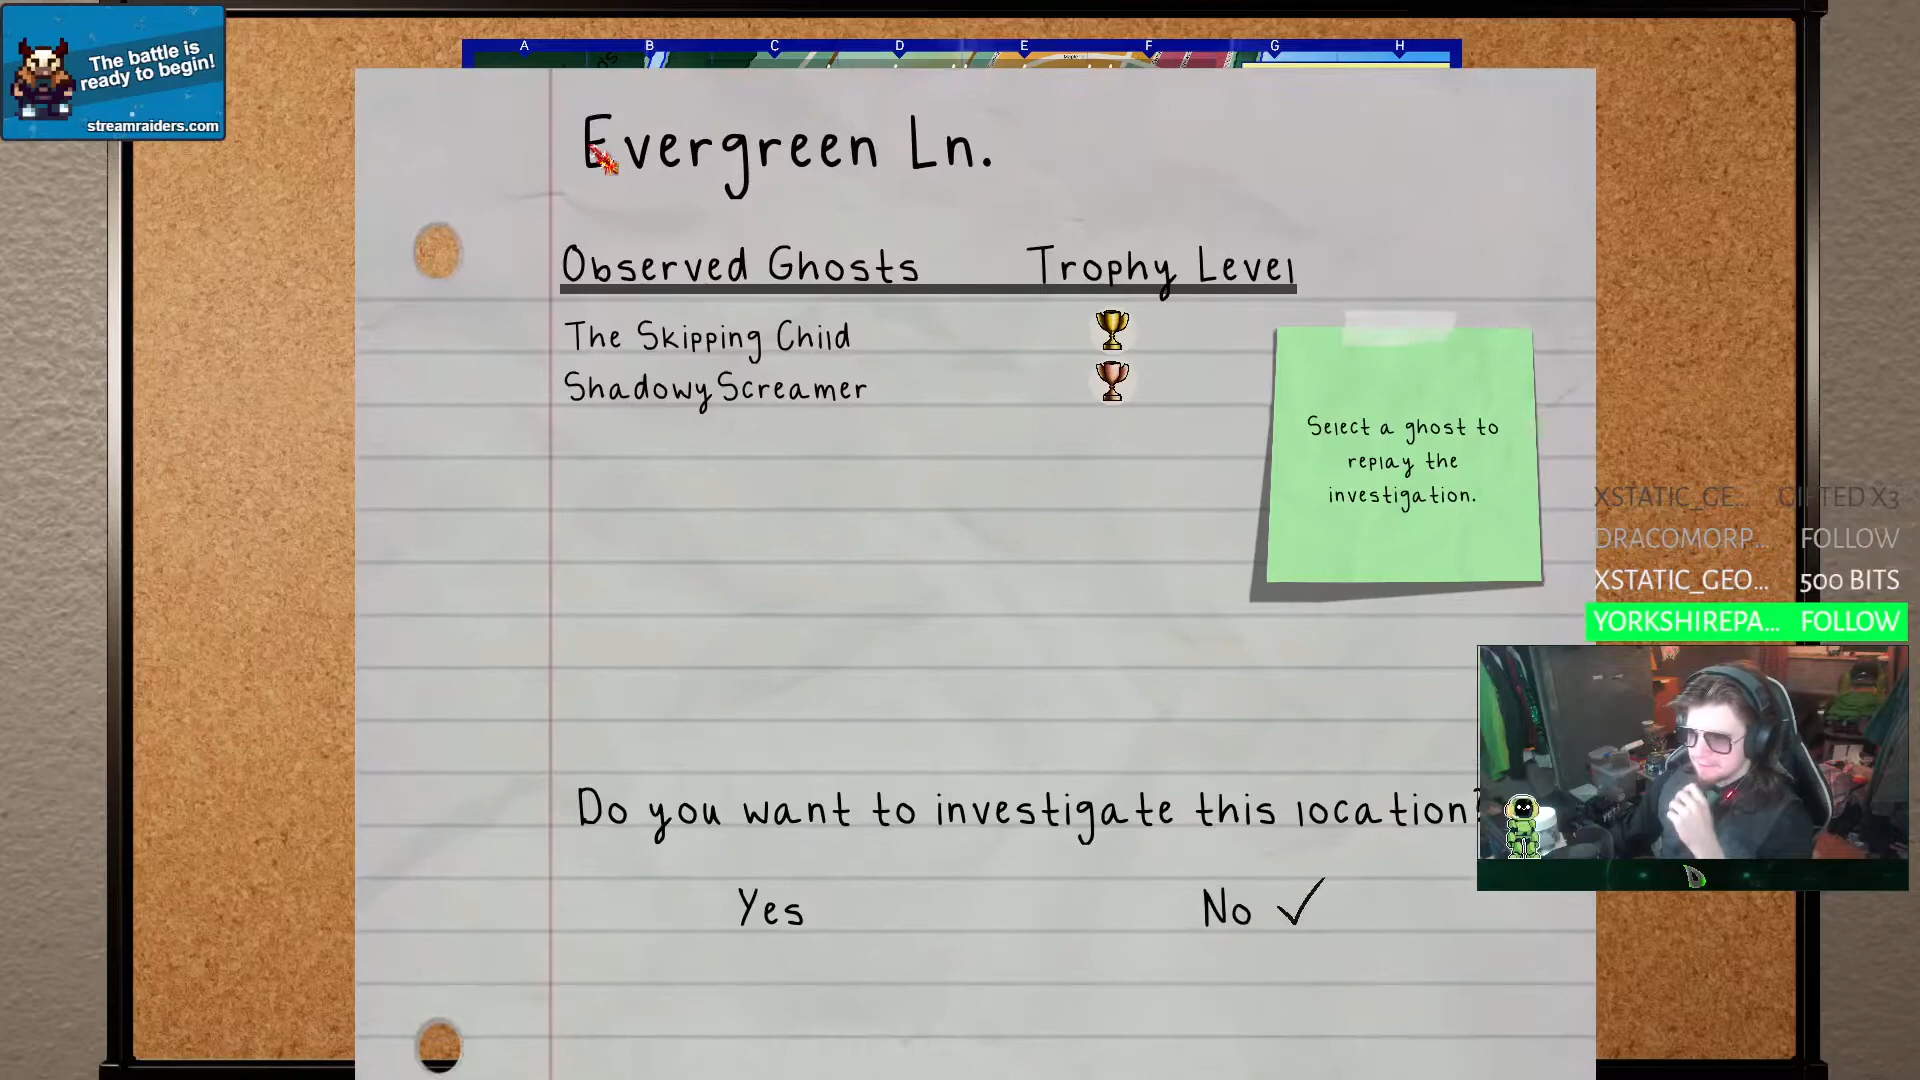 The battle is
ready to begin!
streamraiders.com
A B C D E F G H
Evergreen Ln.
Observed Ghosts Trophy Level
The Skipping Child
Shadowy Screamer
Select a ghost to
replay the
investigation.
XSTATIC_GE... GIFTED X3
DRACOMORP... FOLLOW
XSTATIC_GEO... 500 BITS
YORKSHIREPA... FOLLOW
Do you want to investigate this location?
Yes No ✓